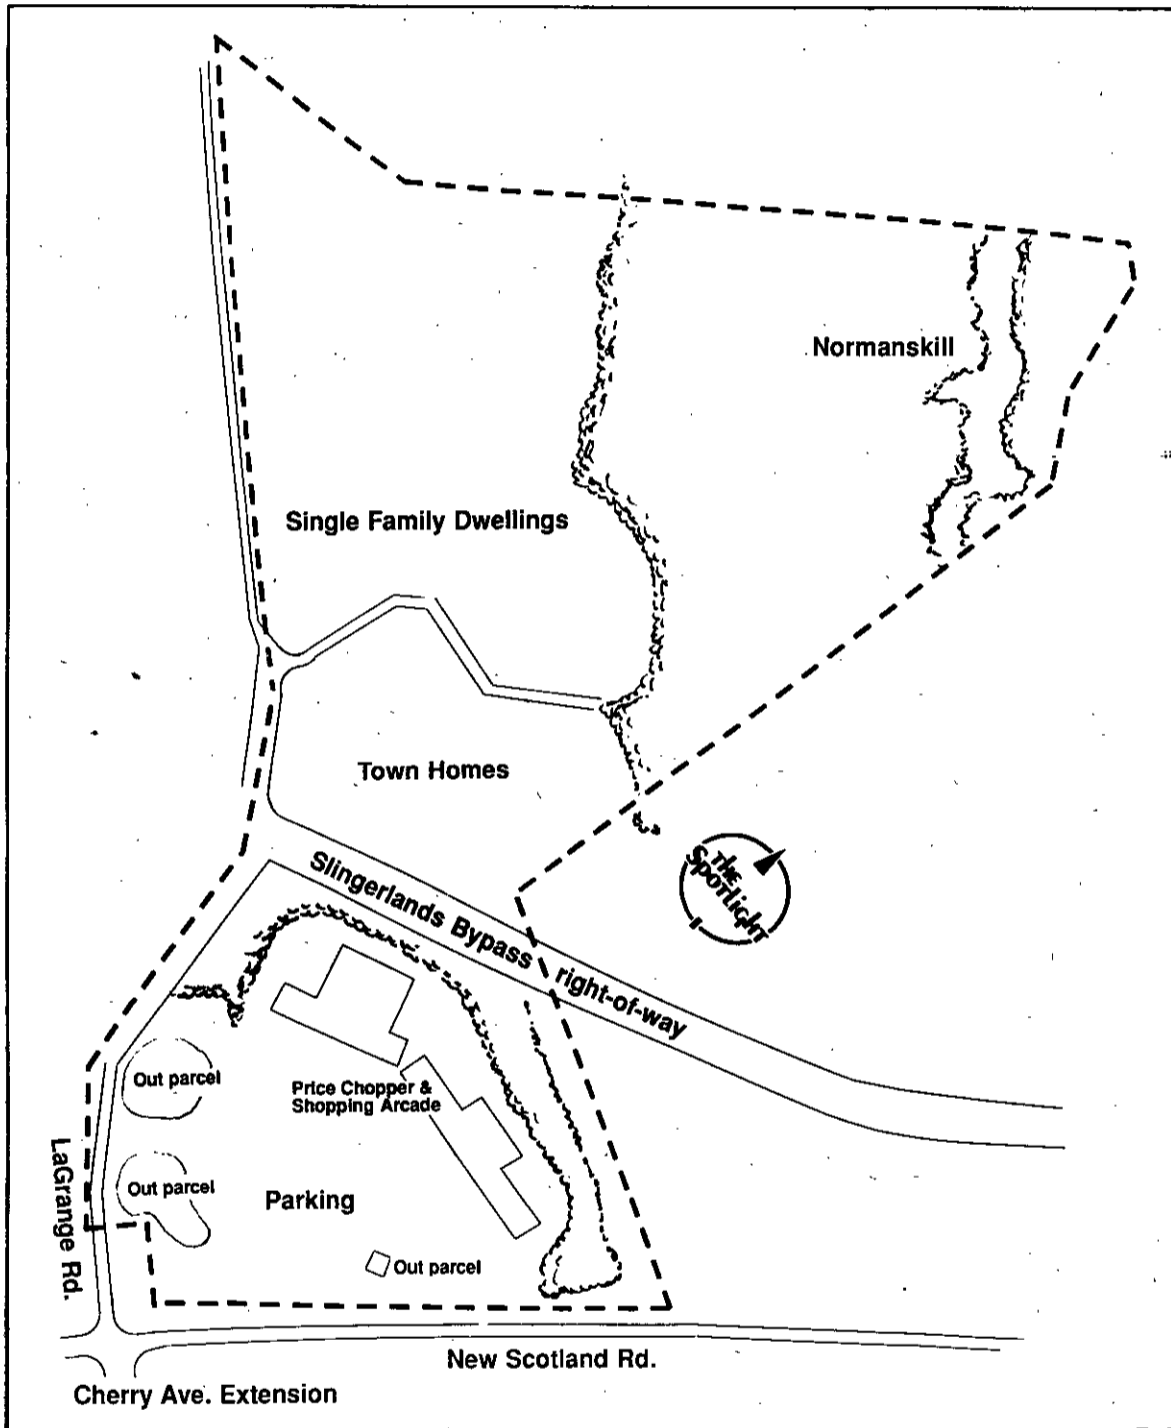 Normanskill
Single Family Dwellings
Town Homes
THE
Spotlight
Slingerlands Bypass right-of-way
Out parcel
Price Chopper &
Shopping Arcade
Out parcel
Parking
Out parcel
LaGrange Rd.
New Scotland Rd.
Cherry Ave. Extension